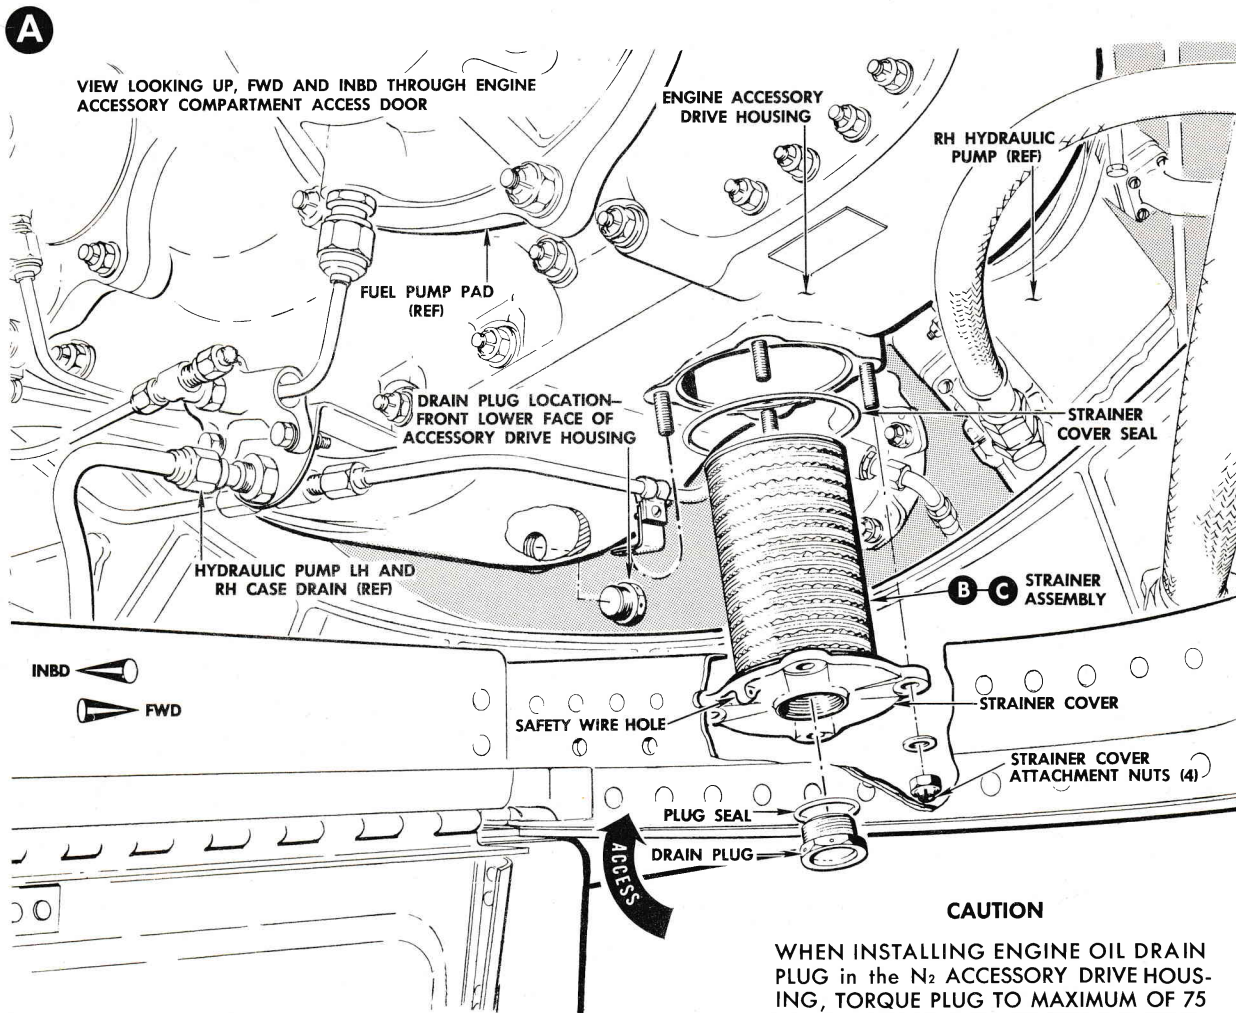 A
VIEW LOOKING UP, FWD AND INBD THROUGH ENGINE
ACCESSORY COMPARTMENT ACCESS DOOR
ENGINE ACCESSORY
DRIVE HOUSING
RH HYDRAULIC
PUMP (REF)
FUEL PUMP PAD
(REF)
DRAIN PLUG LOCATION–
FRONT LOWER FACE OF
ACCESSORY DRIVE HOUSING
STRAINER
COVER SEAL
HYDRAULIC PUMP LH AND
RH CASE DRAIN (REF)
B C STRAINER
ASSEMBLY
INBD
FWD
SAFETY WIRE HOLE
STRAINER COVER
STRAINER COVER
ATTACHMENT NUTS (4)
PLUG SEAL
DRAIN PLUG
ACCESS
CAUTION
WHEN INSTALLING ENGINE OIL DRAIN
PLUG in the N2 ACCESSORY DRIVE HOUS-
ING, TORQUE PLUG TO MAXIMUM OF 75